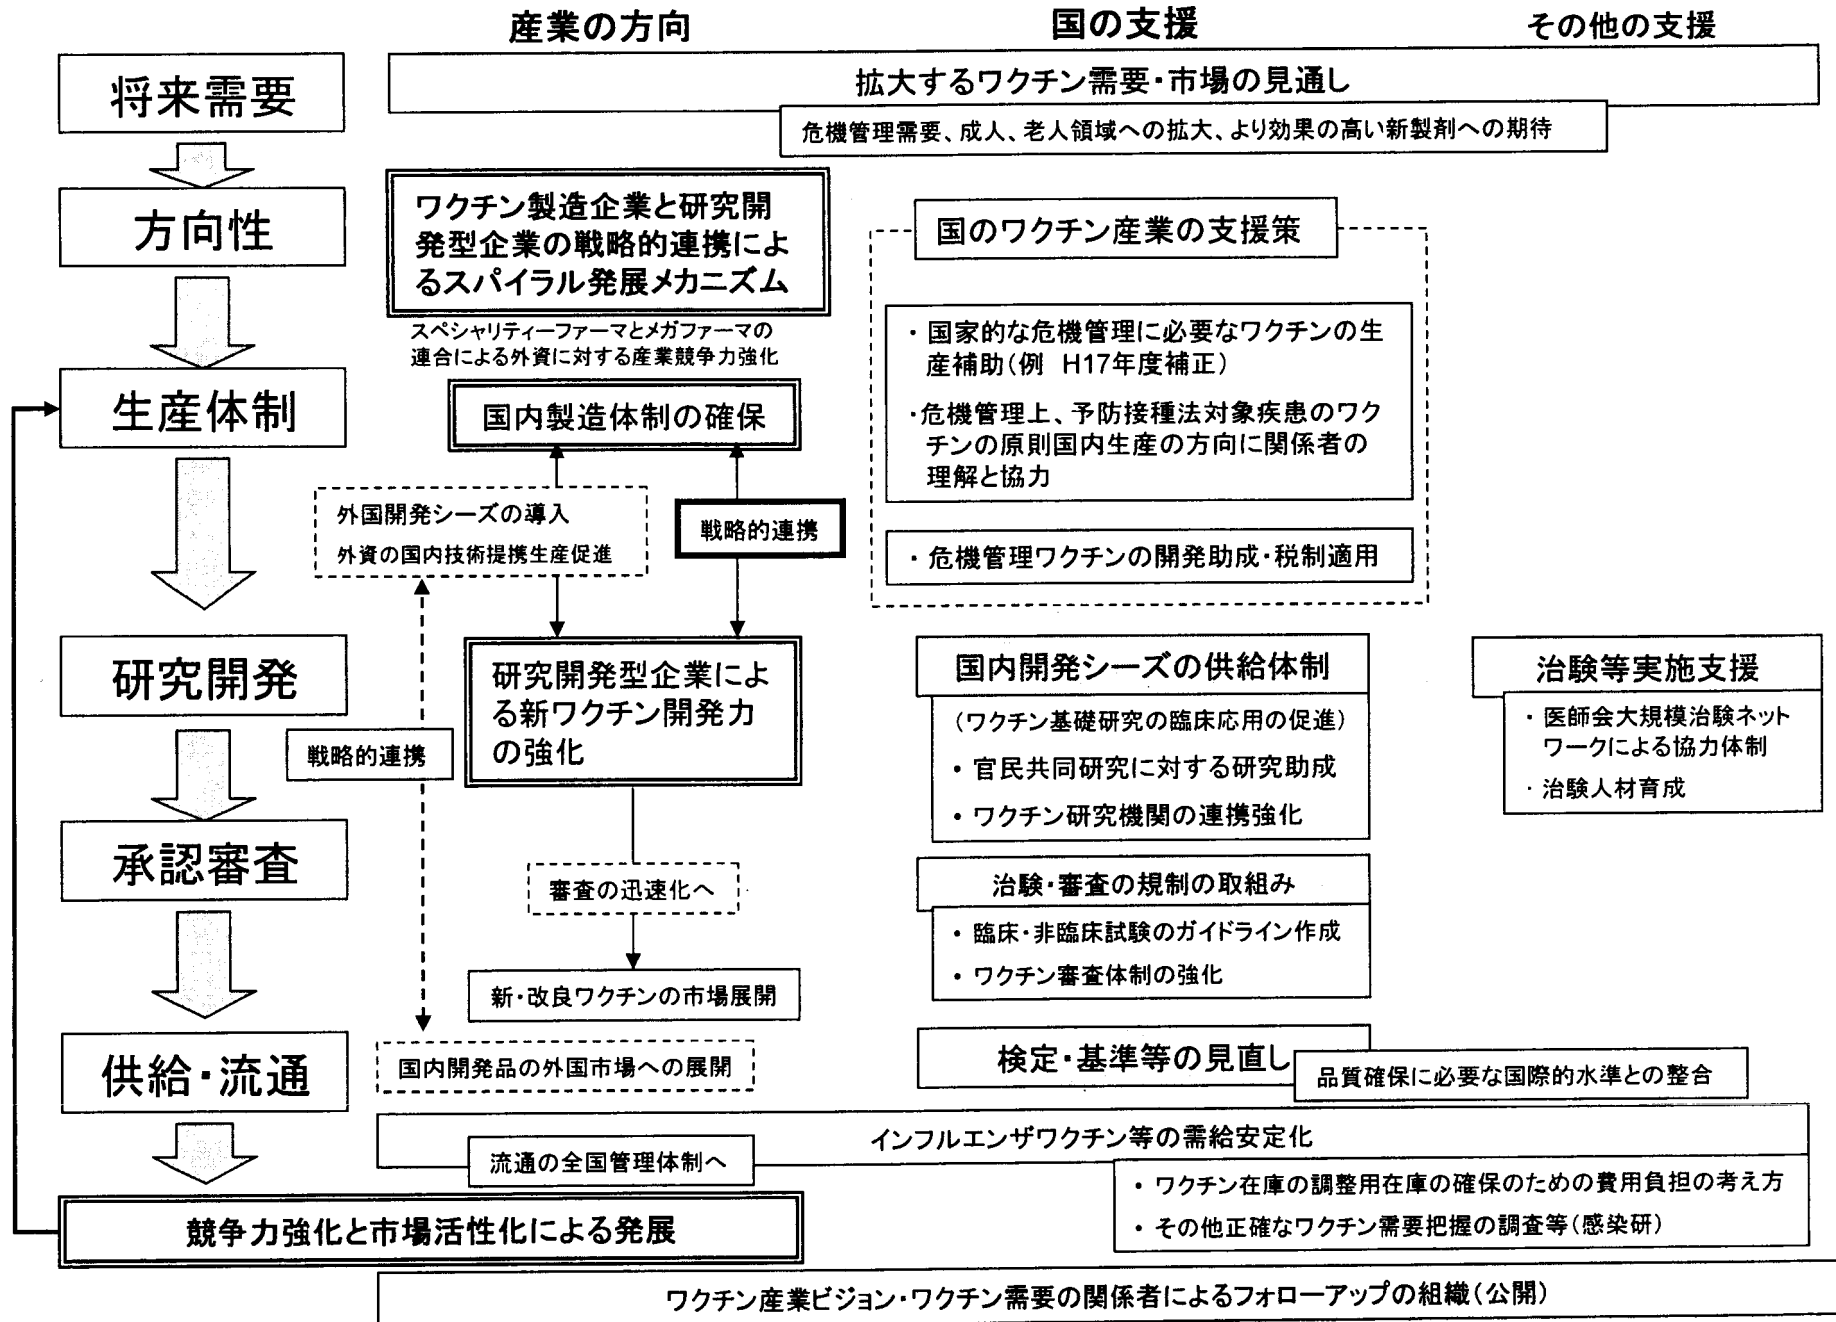 産業の方向
国の支援
その他の支援
将来需要
拡大するワクチン需要・市場の見通し
危機管理需要、成人、老人領域への拡大、より効果の高い新製剤への期待
方向性
ワクチン製造企業と研究開
発型企業の戦略的連携によ
るスパイラル発展メカニズム
スペシャリティーファーマとメガファーマの
連合による外資に対する産業競争力強化
国のワクチン産業の支援策
・国家的な危機管理に必要なワクチンの生
産補助(例 H17年度補正)
・危機管理上、予防接種法対象疾患のワク
チンの原則国内生産の方向に関係者の
理解と協力
・危機管理ワクチンの開発助成・税制適用
生産体制
国内製造体制の確保
外国開発シーズの導入
外資の国内技術提携生産促進
戦略的連携
研究開発
研究開発型企業によ
る新ワクチン開発力
の強化
戦略的連携
国内開発シーズの供給体制
(ワクチン基礎研究の臨床応用の促進)
・官民共同研究に対する研究助成
・ワクチン研究機関の連携強化
治験等実施支援
・医師会大規模治験ネット
ワークによる協力体制
・治験人材育成
承認審査
審査の迅速化へ
新・改良ワクチンの市場展開
治験・審査の規制の取組み
・臨床・非臨床試験のガイドライン作成
・ワクチン審査体制の強化
供給・流通
国内開発品の外国市場への展開
検定・基準等の見直し
品質確保に必要な国際的水準との整合
インフルエンザワクチン等の需給安定化
流通の全国管理体制へ
・ワクチン在庫の調整用在庫の確保のための費用負担の考え方
・その他正確なワクチン需要把握の調査等(感染研)
競争力強化と市場活性化による発展
ワクチン産業ビジョン・ワクチン需要の関係者によるフォローアップの組織(公開)